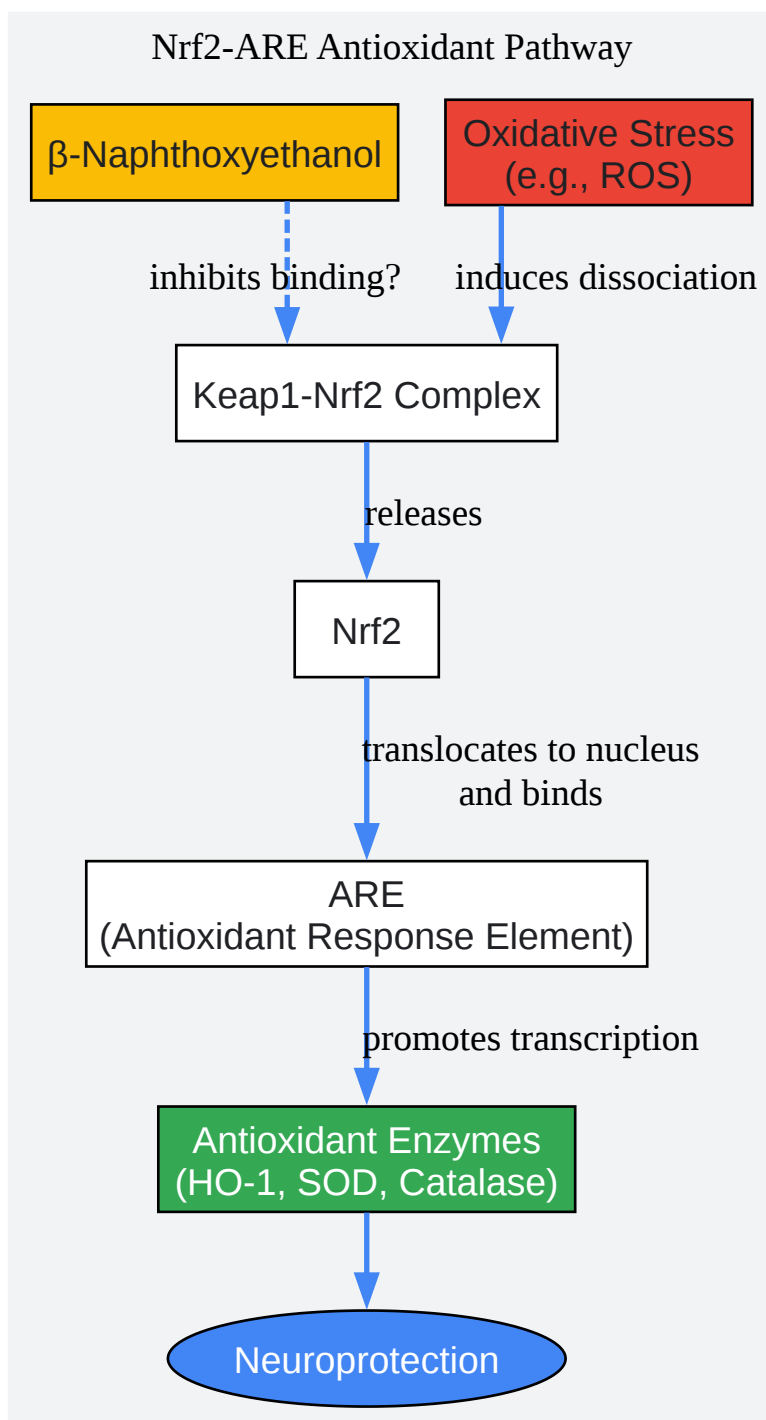 Nrf2-ARE Antioxidant Pathway
β-Naphthoxyethanol
Oxidative Stress
(e.g., ROS)
inhibits binding?
induces dissociation
Keap1-Nrf2 Complex
releases
Nrf2
translocates to nucleus
and binds
ARE
(Antioxidant Response Element)
promotes transcription
Antioxidant Enzymes
(HO-1, SOD, Catalase)
Neuroprotection